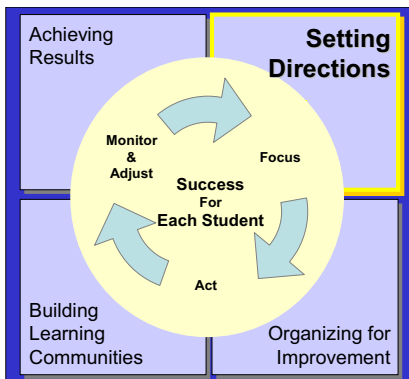 Achieving
Results
Setting
Directions
Monitor
&
Adjust
Focus
Success
For
Each Student
Act
Building
Learning
Communities
Organizing for
Improvement